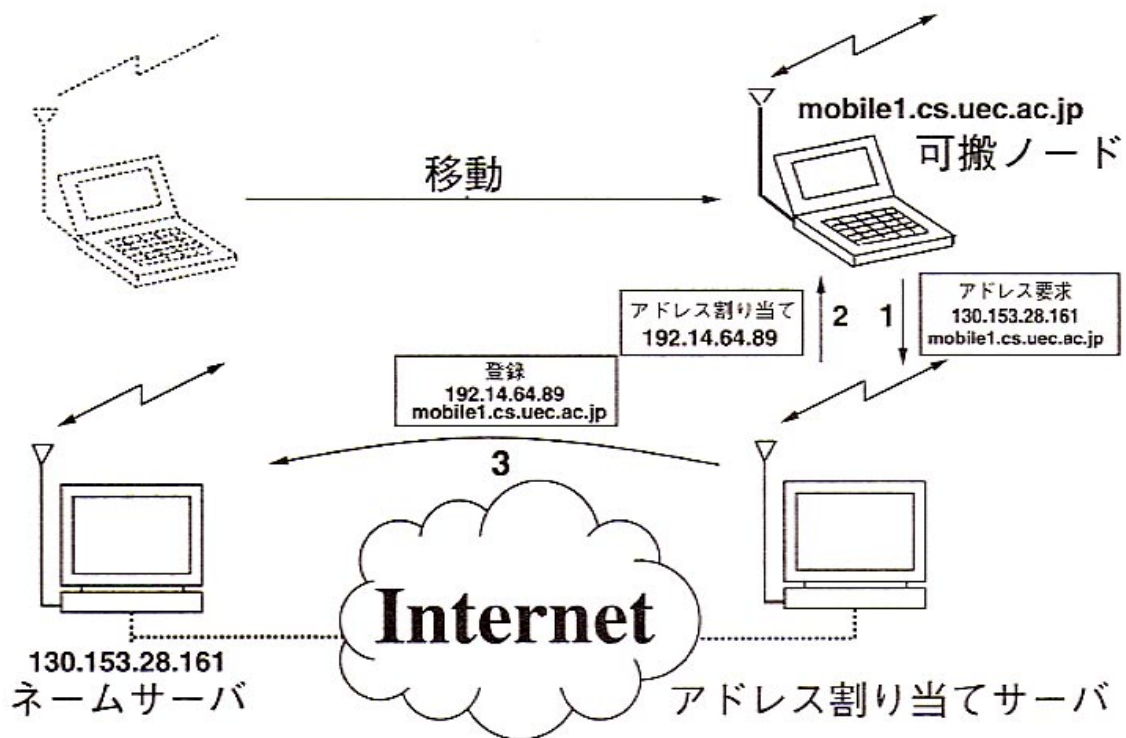 mobile1.cs.uec.ac.jp
可搬ノード
移動
アドレス割り当て
192.14.64.89
2
1
アドレス要求
130.153.28.161
mobile1.cs.uec.ac.jp
登録
192.14.64.89
mobile1.cs.uec.ac.jp
3
Internet
130.153.28.161
ネームサーバ
アドレス割り当てサーバ